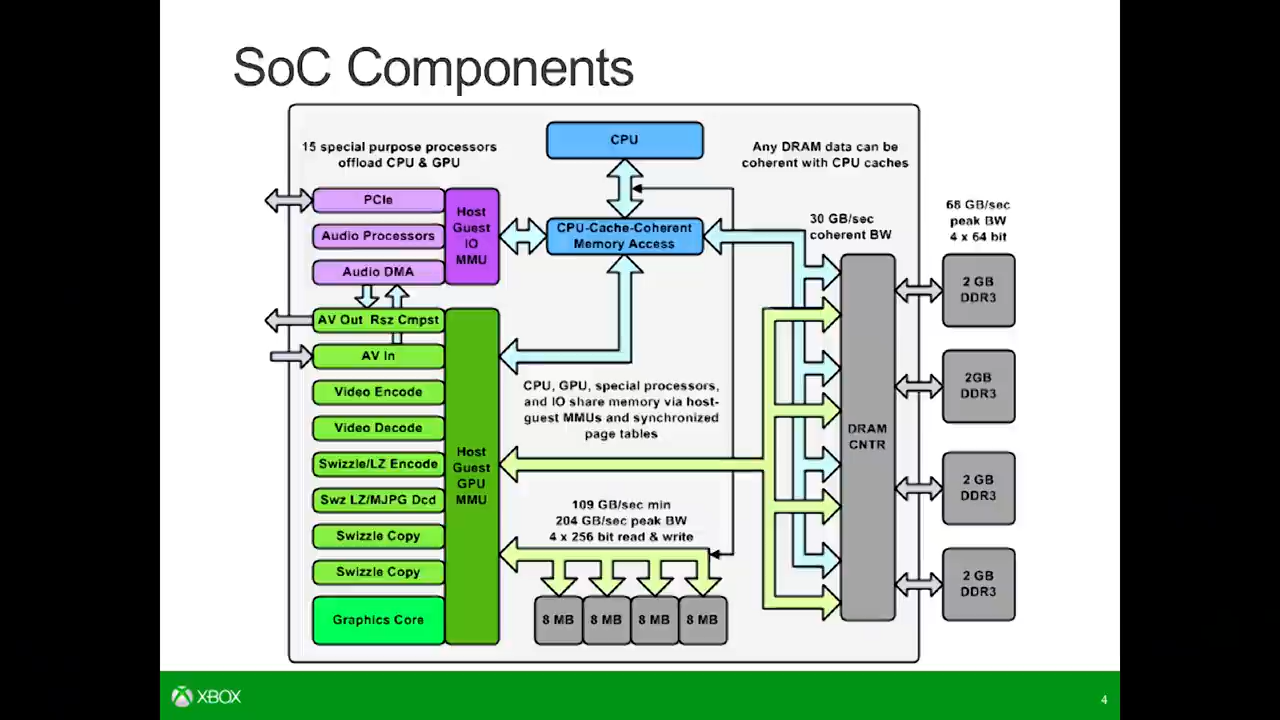 SoC Components
15 special purpose processors
offload CPU & GPU
CPU
Any DRAM data can be
coherent with CPU caches
PCIe
Audio Processors
Audio DMA
Host
Guest
IO
MMU
CPU-Cache-Coherent
Memory Access
30 GB/sec
coherent BW
68 GB/sec
peak BW
4 x 64 bit
AV Out Rsz Cmpst
AV In
Video Encode
Video Decode
Swizzle/LZ Encode
Swz LZ/MJPG Dcd
Swizzle Copy
Swizzle Copy
Graphics Core
Host
Guest
GPU
MMU
CPU, GPU, special processors,
and IO share memory via host-
guest MMUs and synchronized
page tables
109 GB/sec min
204 GB/sec peak BW
4 x 256 bit read & write
8 MB
8 MB
8 MB
8 MB
DRAM
CNTR
2 GB
DDR3
2GB
DDR3
2 GB
DDR3
2 GB
DDR3
XBOX
4